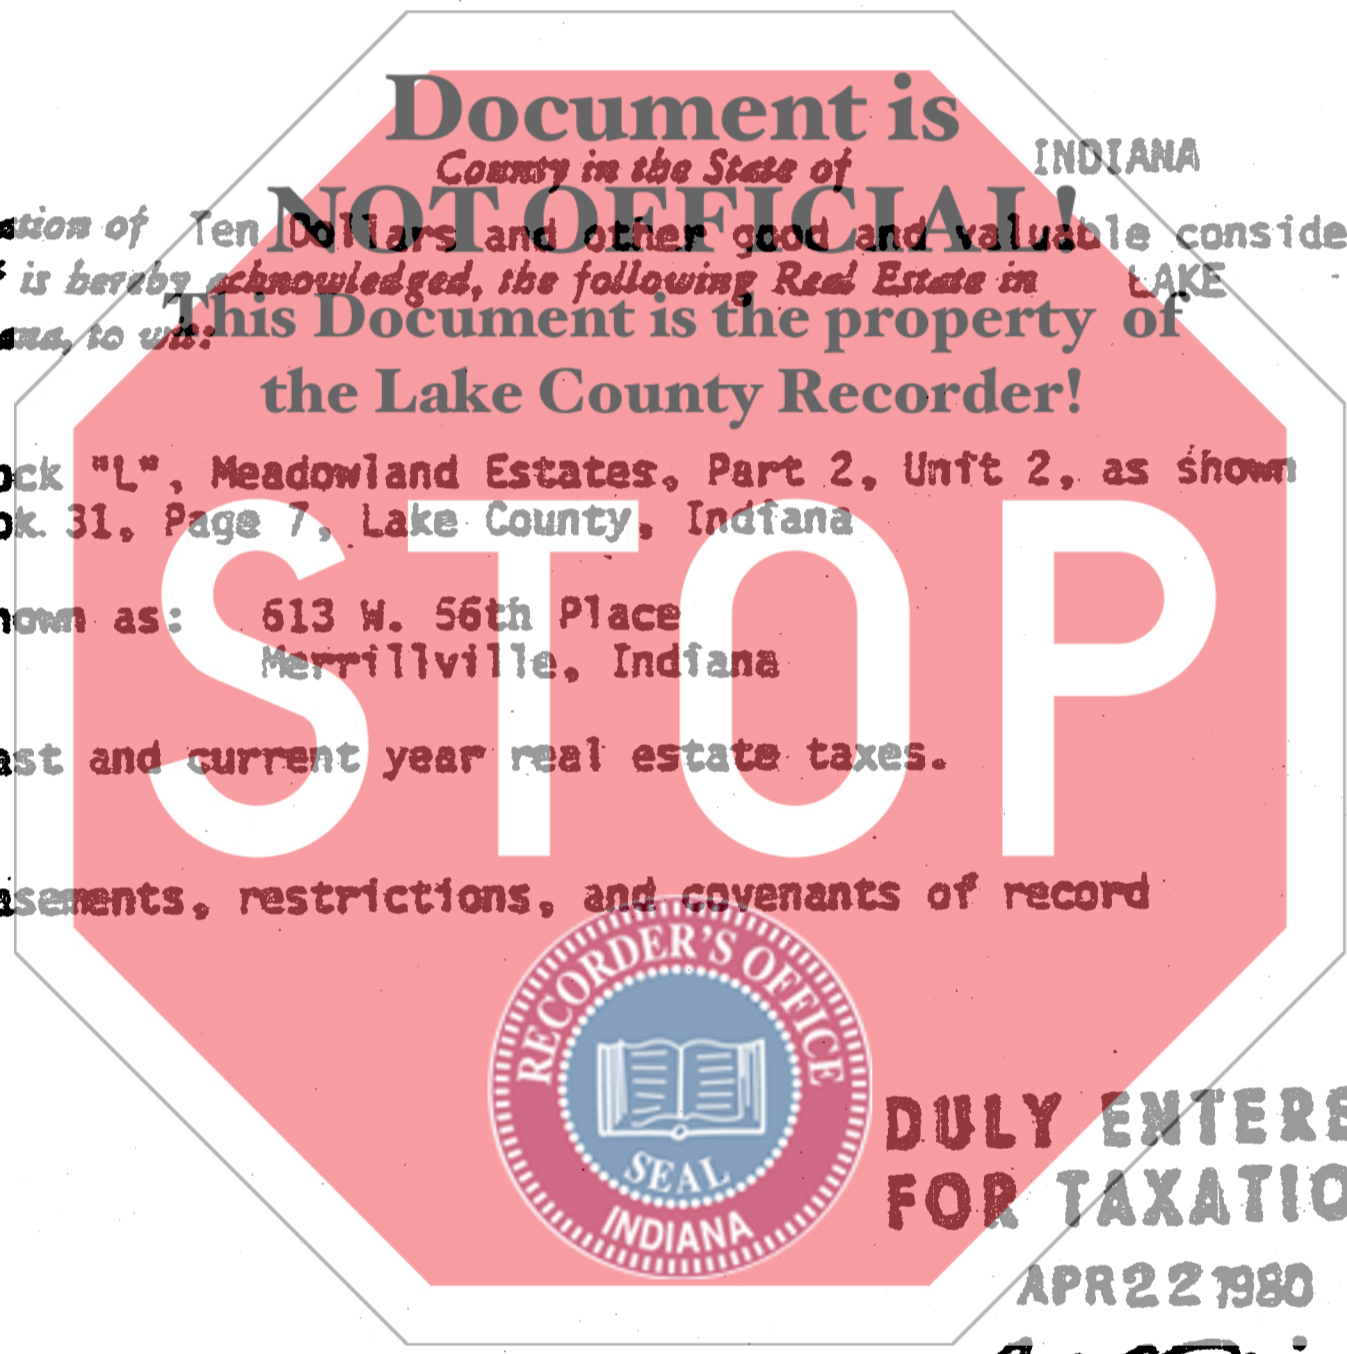 Document is
County in the State of INDIANA
NOT OFFICIAL!
ation of Ten Dollars and other good and valuable conside
is hereby acknowledged, the following Real Estate in LAKE
This Document is the property of
ana, to wit:
the Lake County Recorder!
ock "L", Meadowland Estates, Part 2, Unit 2, as shown
ok 31, Page 7, Lake County, Indiana
STOP
nown as: 613 W. 56th Place
Merrillville, Indiana
ast and current year real estate taxes.
asements, restrictions, and covenants of record
RECORDER'S OFFICE
SEAL
INDIANA
DULY ENTERE
FOR TAXATIO
APR 22 1980